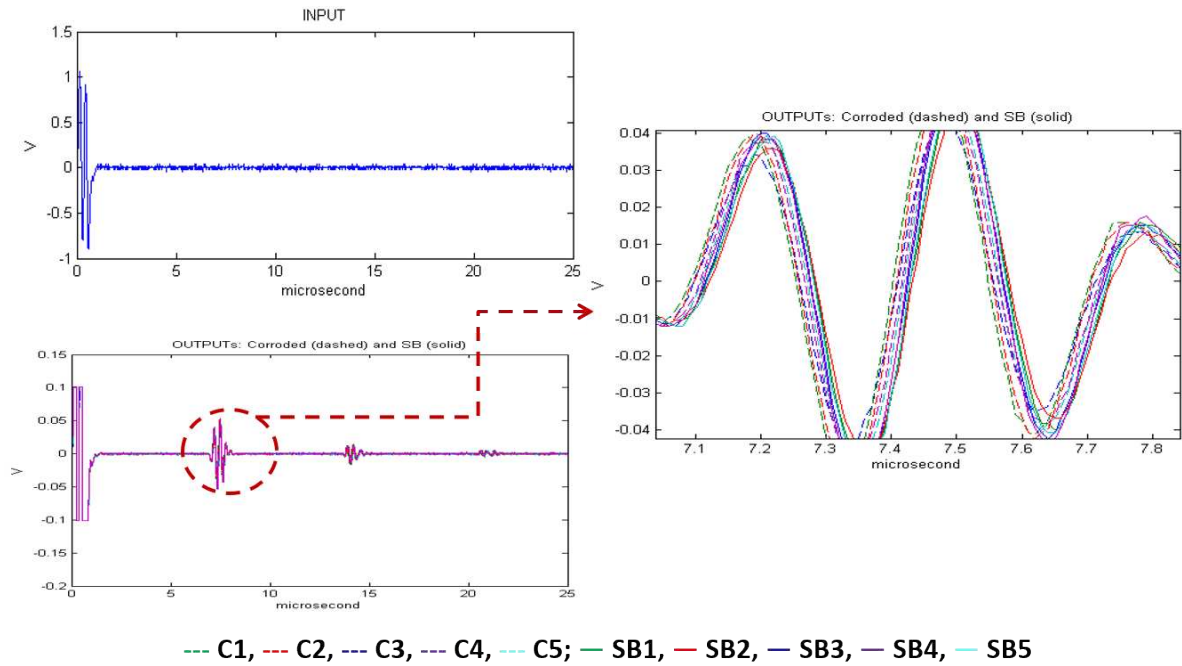 INPUT
1.5
1
0.5
0
-0.5
-1
V
0 5 10 15 20 25
microsecond
OUTPUTs: Corroded (dashed) and SB (solid)
0.15
0.1
0.05
0
-0.05
-0.1
-0.15
-0.2
V
0 5 10 15 20 25
microsecond
OUTPUTs: Corroded (dashed) and SB (solid)
0.04
0.03
0.02
0.01
0
-0.01
-0.02
-0.03
-0.04
V
7.1 7.2 7.3 7.4 7.5 7.6 7.7 7.8
microsecond
C1, C2, C3, C4, C5; SB1, SB2, SB3, SB4, SB5